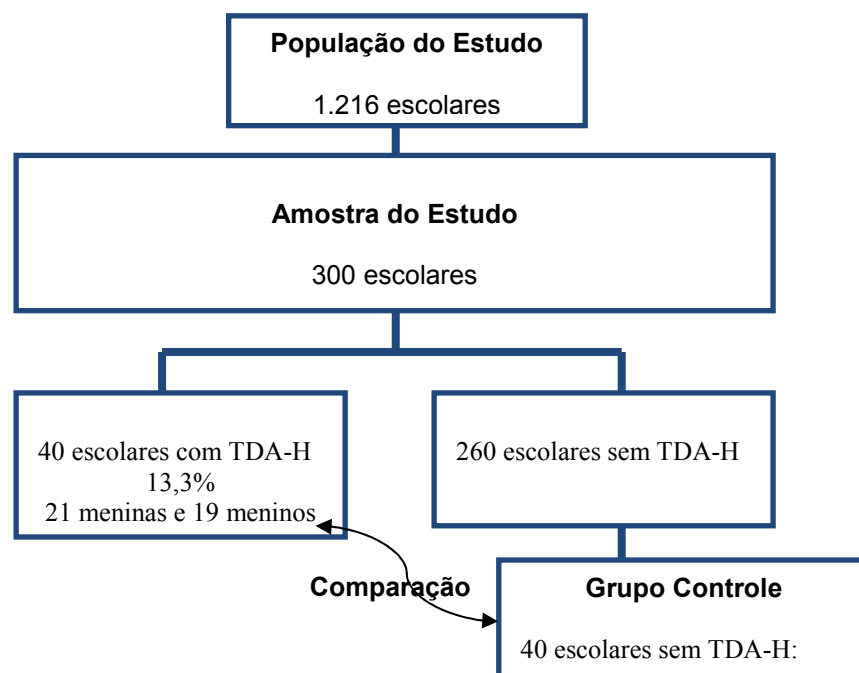 População do Estudo
1.216 escolares
Amostra do Estudo
300 escolares
40 escolares com TDA-H
13,3%
21 meninas e 19 meninos
260 escolares sem TDA-H
Comparação
Grupo Controle
40 escolares sem TDA-H: